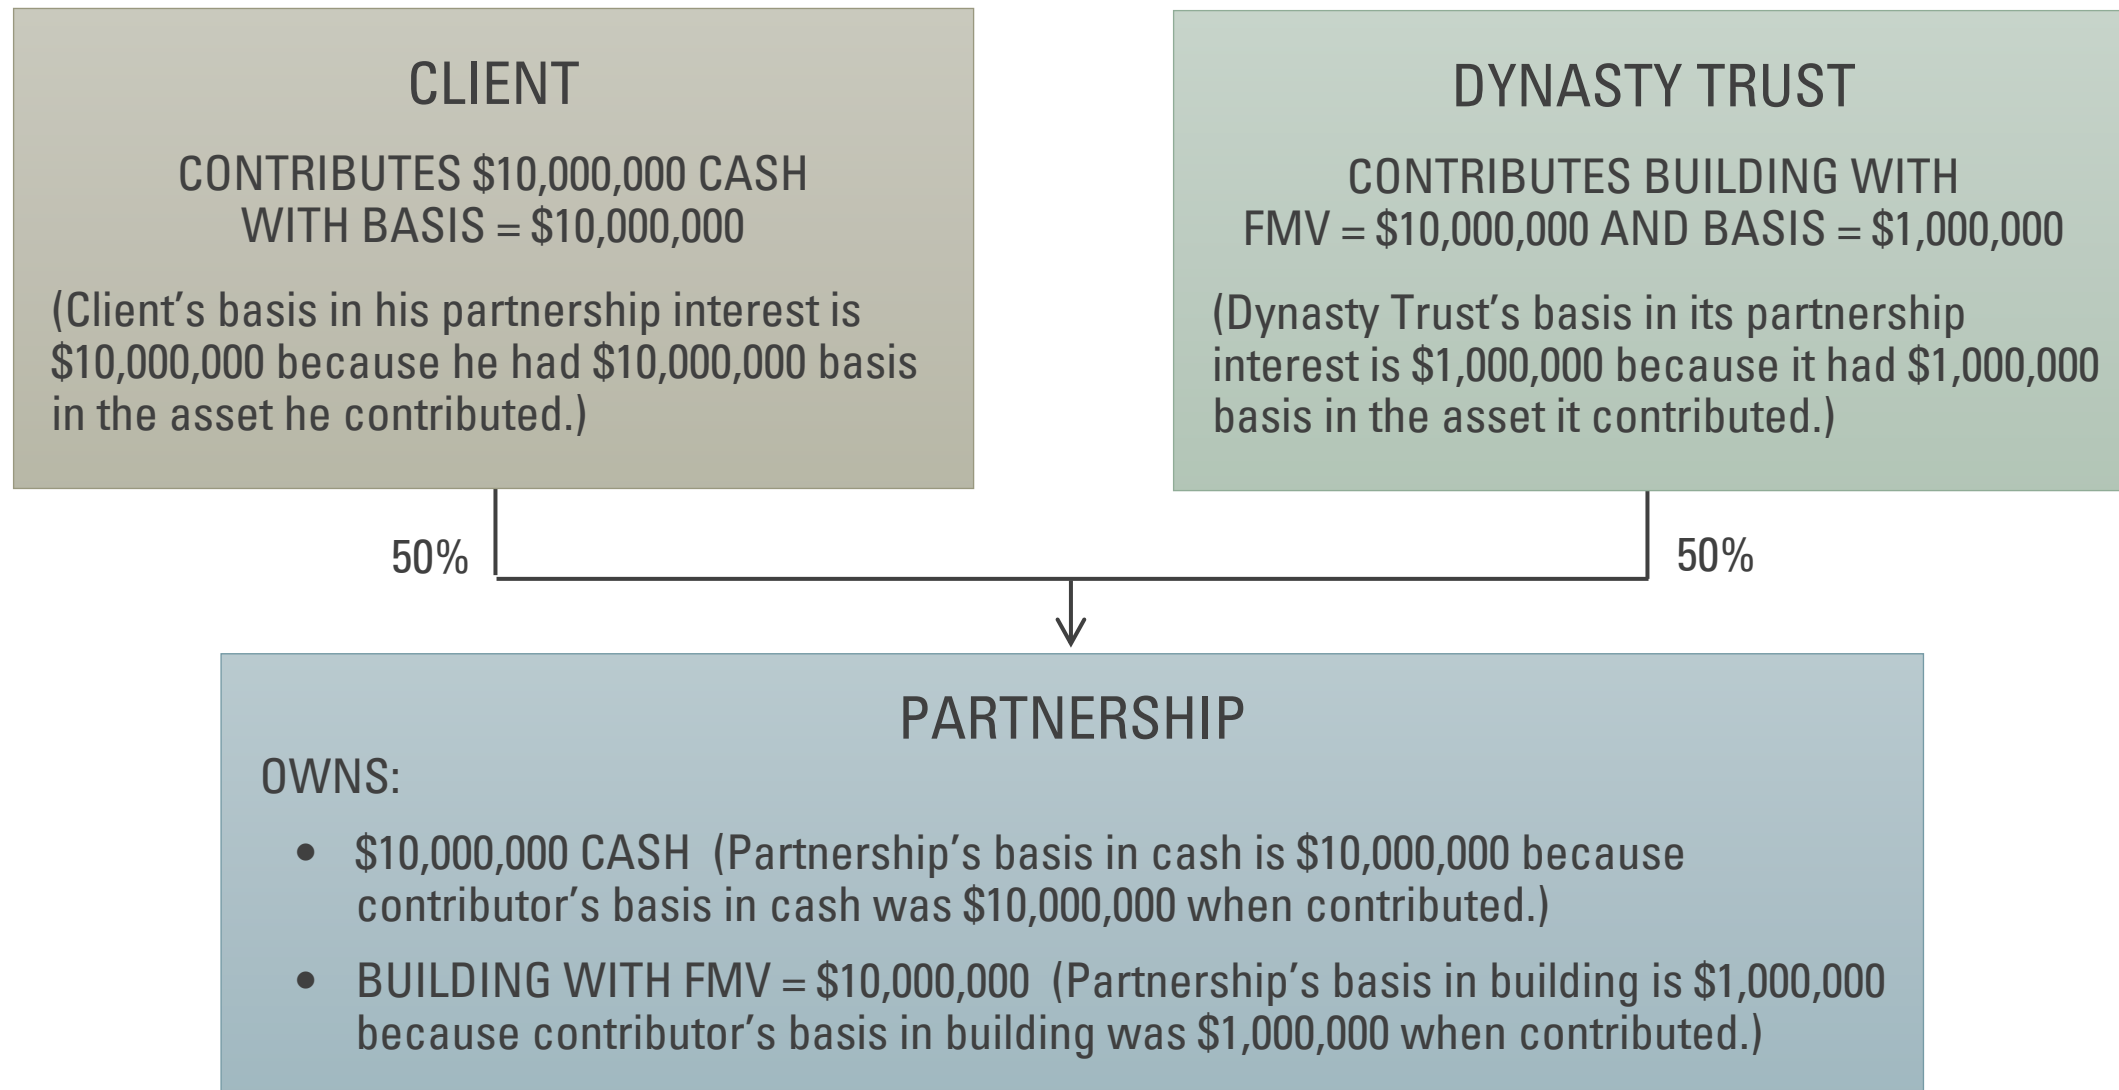 CLIENT
CONTRIBUTES $10,000,000 CASH
WITH BASIS = $10,000,000
(Client's basis in his partnership interest is
$10,000,000 because he had $10,000,000 basis
in the asset he contributed.)
DYNASTY TRUST
CONTRIBUTES BUILDING WITH
FMV = $10,000,000 AND BASIS = $1,000,000
(Dynasty Trust's basis in its partnership
interest is $1,000,000 because it had $1,000,000
basis in the asset it contributed.)
50%
50%
PARTNERSHIP
OWNS:
• $10,000,000 CASH (Partnership's basis in cash is $10,000,000 because
contributor's basis in cash was $10,000,000 when contributed.)
• BUILDING WITH FMV = $10,000,000 (Partnership's basis in building is $1,000,000
because contributor's basis in building was $1,000,000 when contributed.)